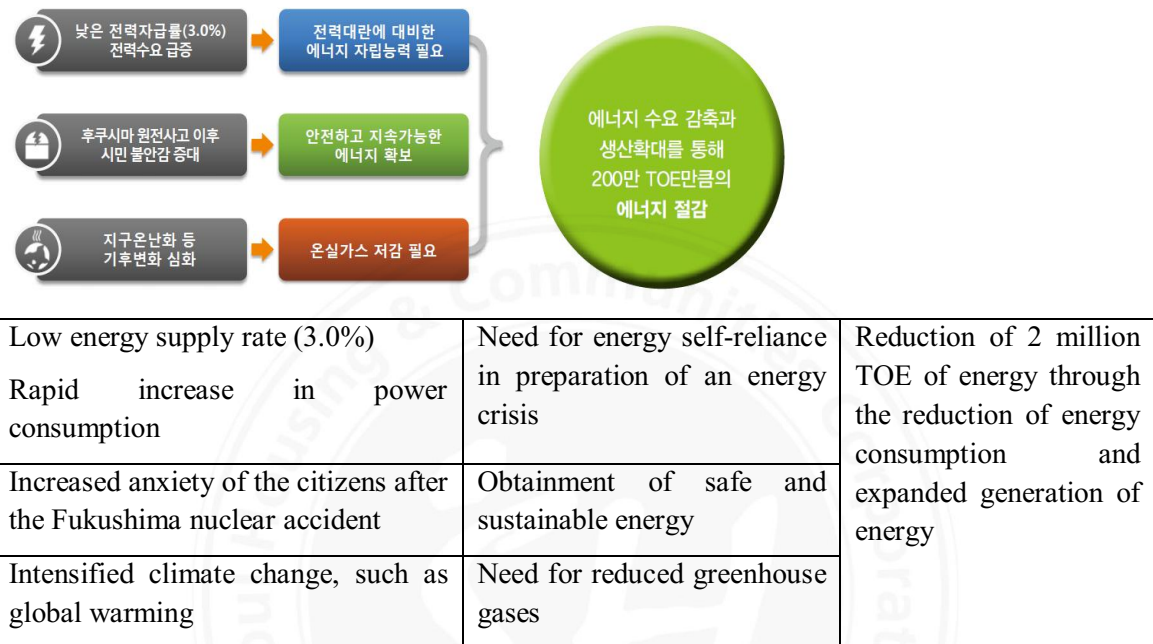 낮은 전력자급률(3.0%)
전력수요 급증
전력대란에 대비한
에너지 자립능력 필요
후쿠시마 원전사고 이후
시민 불안감 증대
안전하고 지속가능한
에너지 확보
지구온난화 등
기후변화 심화
온실가스 저감 필요
에너지 수요 감축과
생산확대를 통해
200만 TOE만큼의
에너지 절감
Low energy supply rate (3.0%)
Rapid increase in power
consumption
Need for energy self-reliance
in preparation of an energy
crisis
Reduction of 2 million
TOE of energy through
the reduction of energy
consumption and
expanded generation of
energy
Increased anxiety of the citizens after
the Fukushima nuclear accident
Obtainment of safe and
sustainable energy
Intensified climate change, such as
global warming
Need for reduced greenhouse
gases